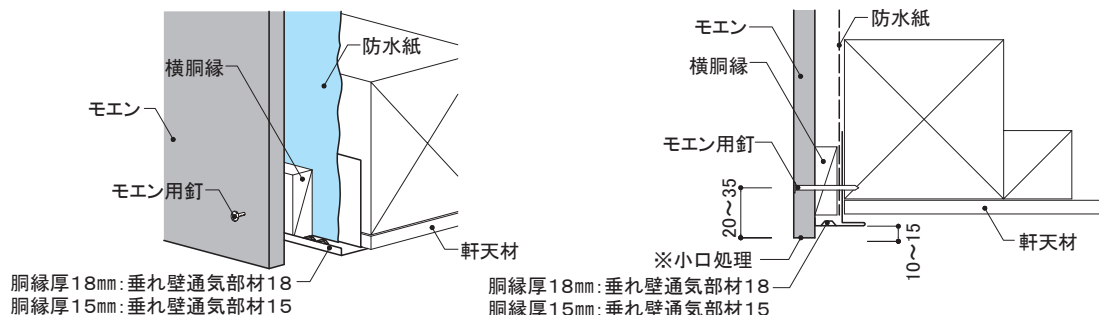 防水紙
横胴縁
モエン
モエン用釘
軒天材
胴縁厚18mm:垂れ壁通気部材18
胴縁厚15mm:垂れ壁通気部材15
防水紙
モエン
横胴縁
モエン用釘
20～35
※小口処理
軒天材
10～15
胴縁厚18mm:垂れ壁通気部材18
胴縁厚15mm:垂れ壁通気部材15